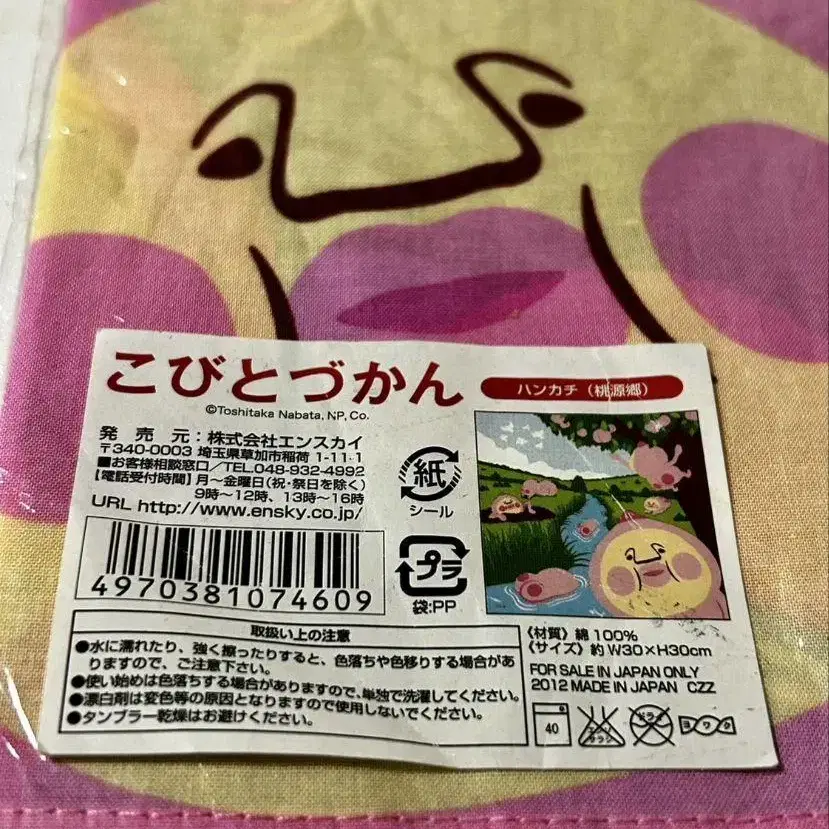 こびとづかん
©Toshitaka Nabata, NP, Co.
ハンカチ（桃源郷）
発 売 元：株式会社エンスカイ
〒340-0003 埼玉県草加市稲荷 1-11-1
■お客様相談窓口／TEL.048-932-4992
【電話受付時間】月～金曜日（祝・祭日を除く）
9時～12時、13時～16時
URL http://www.ensky.co.jp/
紙
シール
プラ
袋:PP
4970381074609
取扱い上の注意
●水に濡れたり、強く擦ったりすると、色落ちや色移りする場合があ
りますので、ご注意下さい。
●使い始めは色落ちする場合がありますので、単独で洗濯してください。
●漂白剤は変色等の原因となりますので使用しないでください。
●タンブラー乾燥はお避けください。
《材質》綿 100%
《サイズ》約 W30×H30cm
FOR SALE IN JAPAN ONLY
2012 MADE IN JAPAN CZZ
40
エンソ
サラシ
ドライ
ヨワク